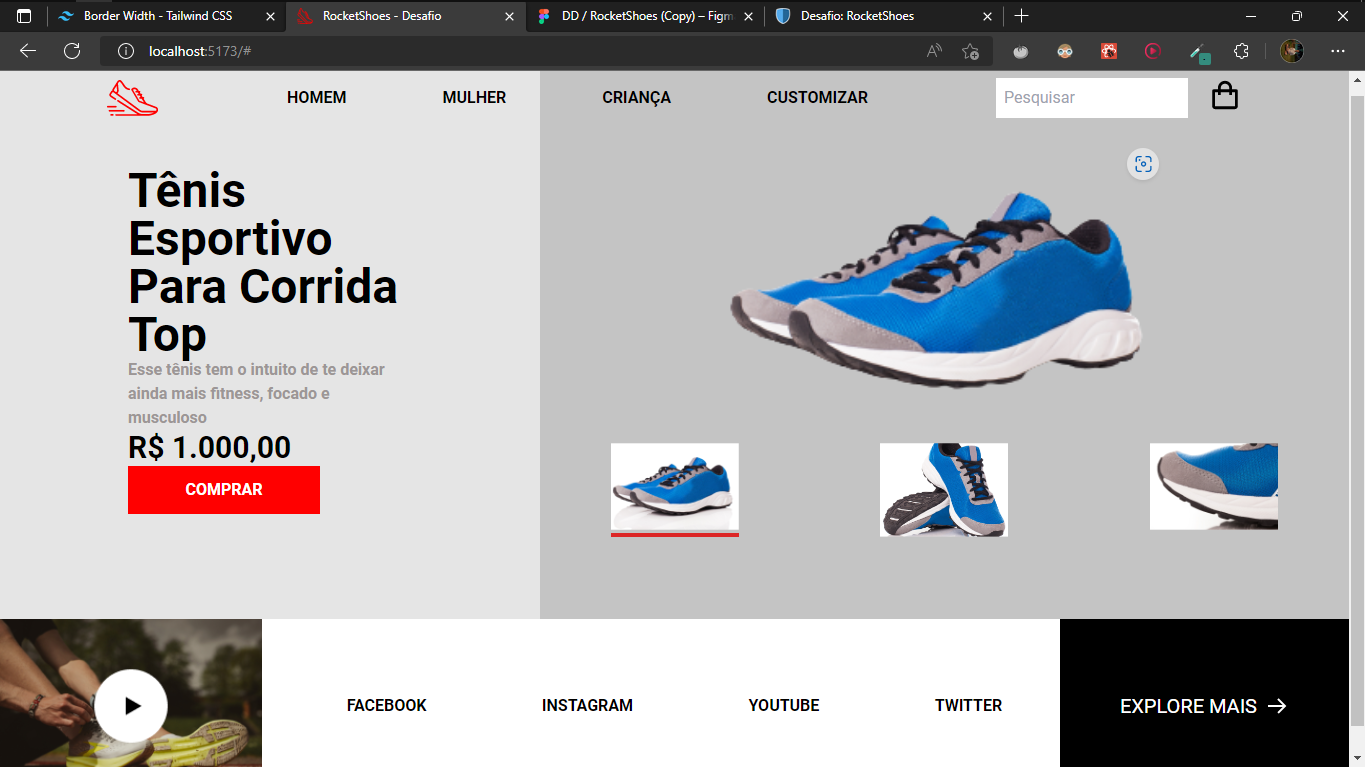 Border Width - Tailwind CSS
RocketShoes - Desafio
DD / RocketShoes (Copy) – Figm
Desafio: RocketShoes
localhost:5173/#
HOMEM
MULHER
CRIANÇA
CUSTOMIZAR
Pesquisar
Tênis
Esportivo
Para Corrida
Top
Esse tênis tem o intuito de te deixar
ainda mais fitness, focado e
musculoso
R$ 1.000,00
COMPRAR
FACEBOOK
INSTAGRAM
YOUTUBE
TWITTER
EXPLORE MAIS